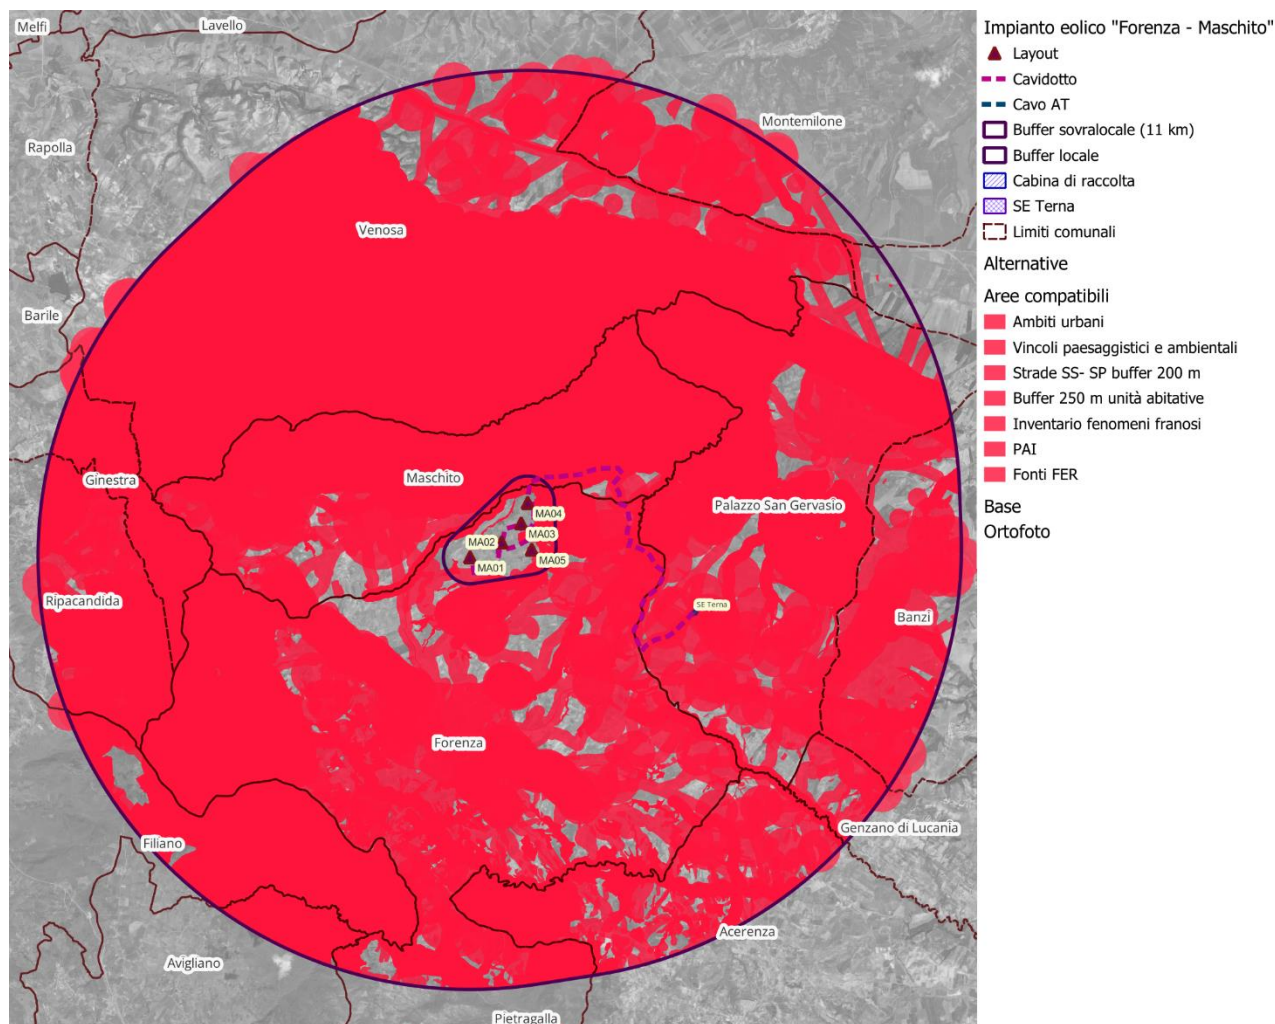 Melfi
Lavello
Rapolla
Montemilone
Venosa
Barile
Ginestra
Maschito
Palazzo San Gervasio
MA04
MA03
MA02
MA05
MA01
Ripacandida
SE Terna
Banzi
Forenza
Filiano
Genzano di Lucania
Acerenza
Avigliano
Pietragalla
Impianto eolico "Forenza - Maschito"
Layout
Cavidotto
Cavo AT
Buffer sovralocale (11 km)
Buffer locale
Cabina di raccolta
SE Terna
Limiti comunali
Alternative
Aree compatibili
Ambiti urbani
Vincoli paesaggistici e ambientali
Strade SS- SP buffer 200 m
Buffer 250 m unità abitative
Inventario fenomeni franosi
PAI
Fonti FER
Base
Ortofoto